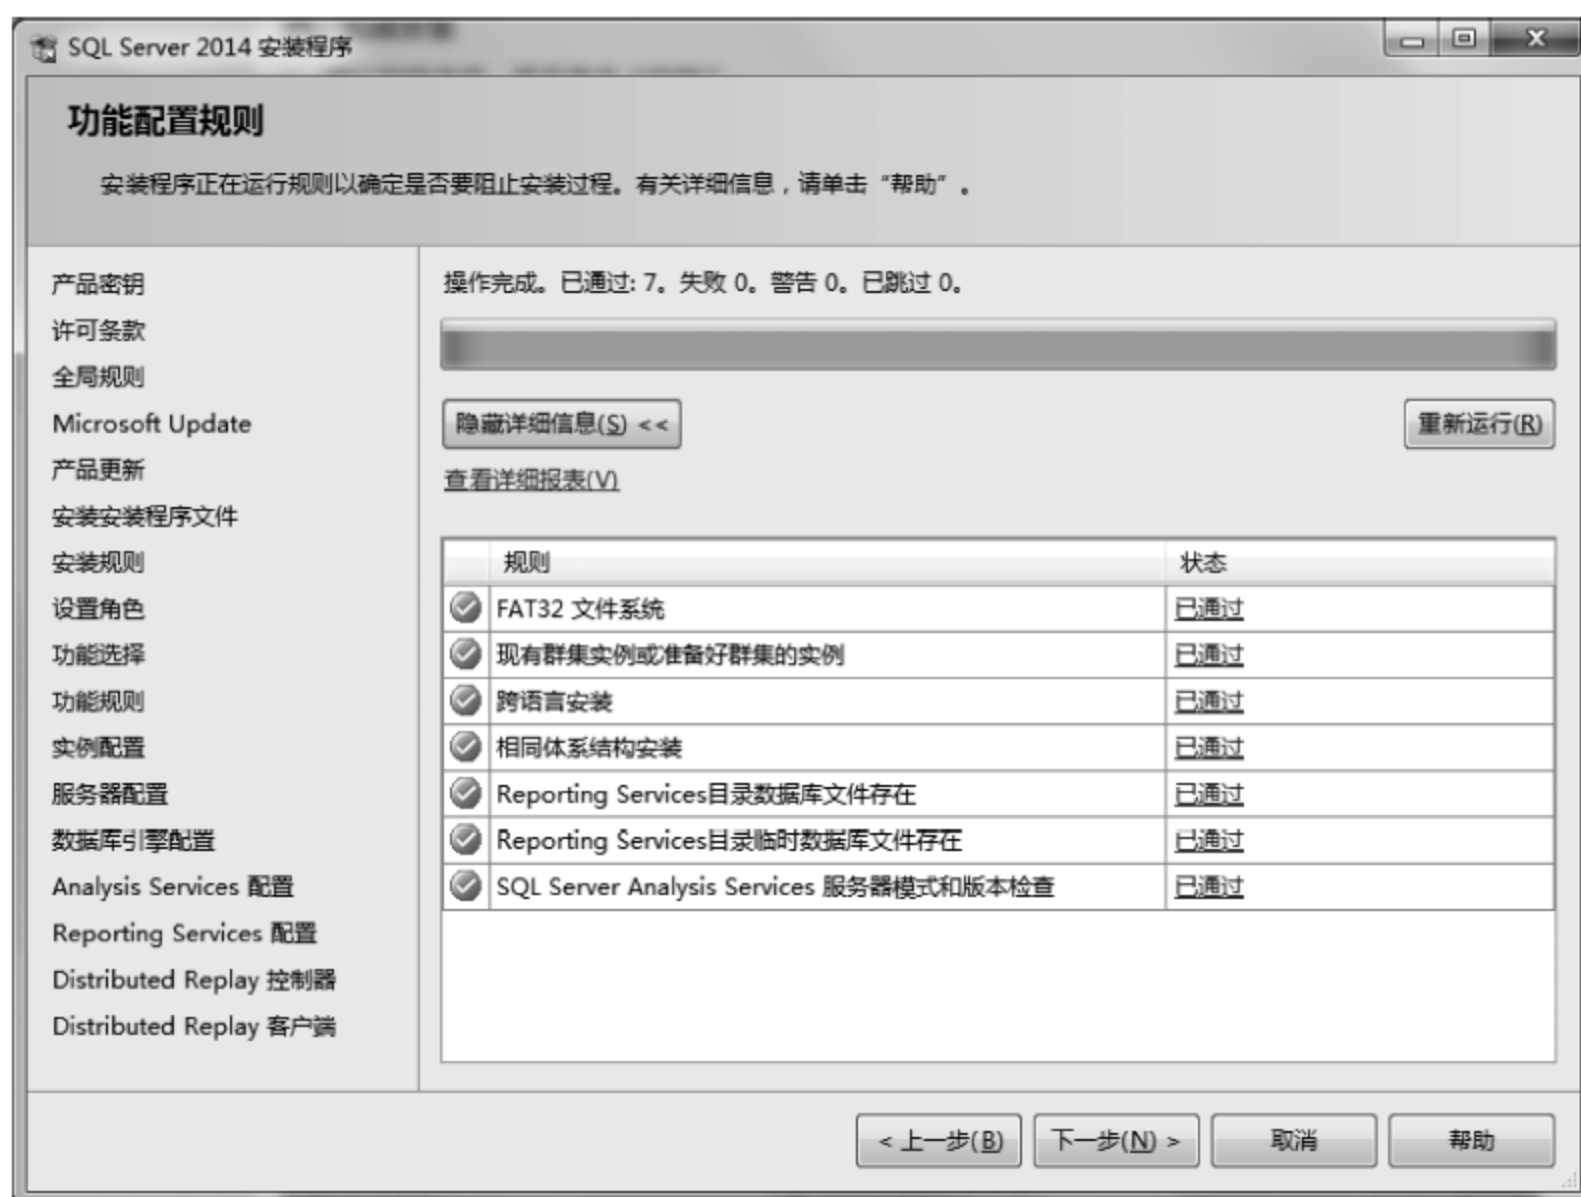 SQL Server 2014 安装程序
功能配置规则
安装程序正在运行规则以确定是否要阻止安装过程。有关详细信息，请单击“帮助”。
产品密钥
许可条款
全局规则
Microsoft Update
产品更新
安装安装程序文件
安装规则
设置角色
功能选择
功能规则
实例配置
服务器配置
数据库引擎配置
Analysis Services 配置
Reporting Services 配置
Distributed Replay 控制器
Distributed Replay 客户端
操作完成。已通过: 7。失败 0。警告 0。已跳过 0。
隐藏详细信息(S) <<
重新运行(R)
查看详细报表(V)
规则 状态
FAT32 文件系统 已通过
现有群集实例或准备好群集的实例 已通过
跨语言安装 已通过
相同体系结构安装 已通过
Reporting Services目录数据库文件存在 已通过
Reporting Services目录临时数据库文件存在 已通过
SQL Server Analysis Services 服务器模式和版本检查 已通过
< 上一步(B) 下一步(N) > 取消 帮助